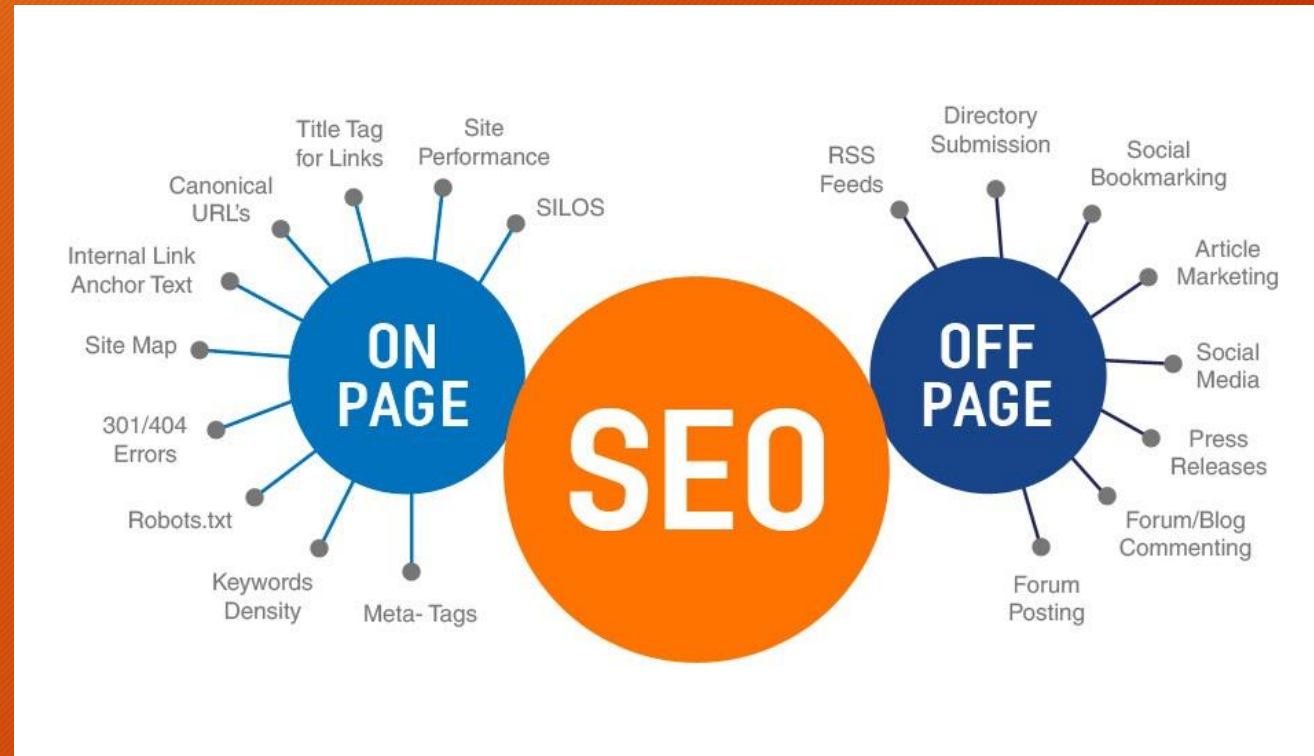 Title Tag
for Links
Site
Performance
SILOS
Canonical
URL's
Internal Link
Anchor Text
Site Map
301/404
Errors
Robots.txt
Keywords
Density
Meta- Tags
ON
PAGE
SEO
OFF
PAGE
RSS
Feeds
Directory
Submission
Social
Bookmarking
Article
Marketing
Social
Media
Press
Releases
Forum/Blog
Commenting
Forum
Posting